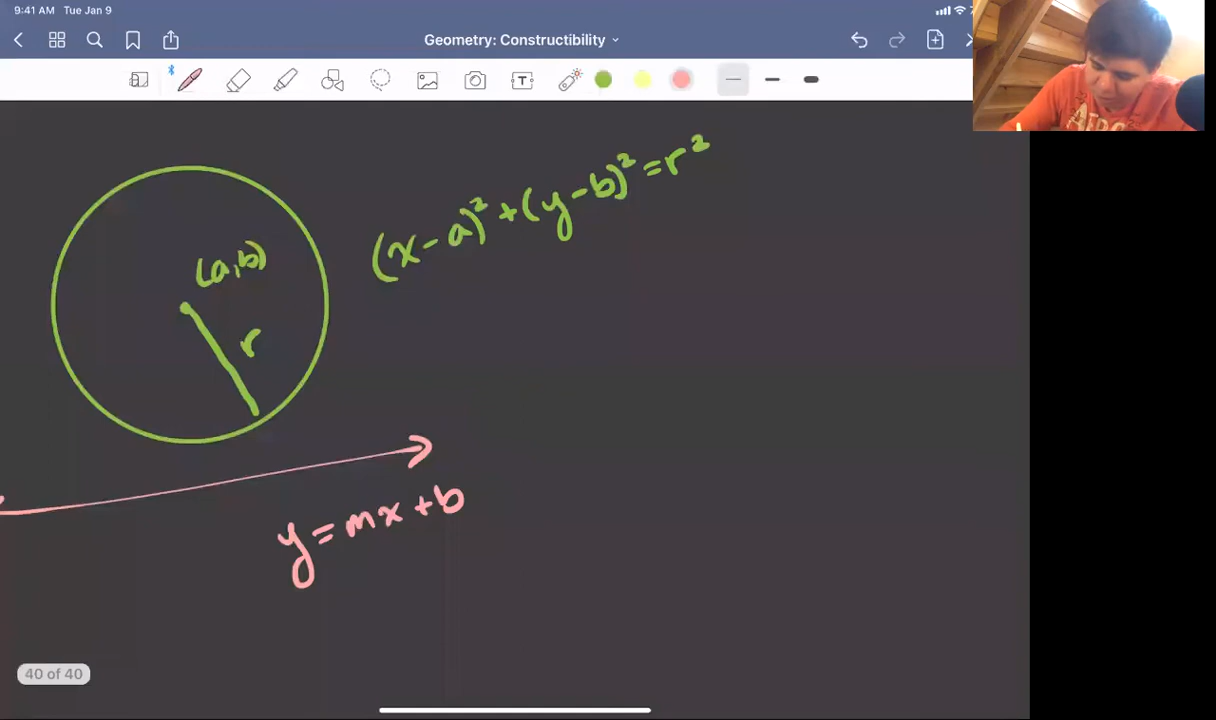 9:41 AM Tue Jan 9
Geometry: Constructibility
T
(x-a)²+(y-b)²=r²
(a,b)
r
y=mx+b
40 of 40